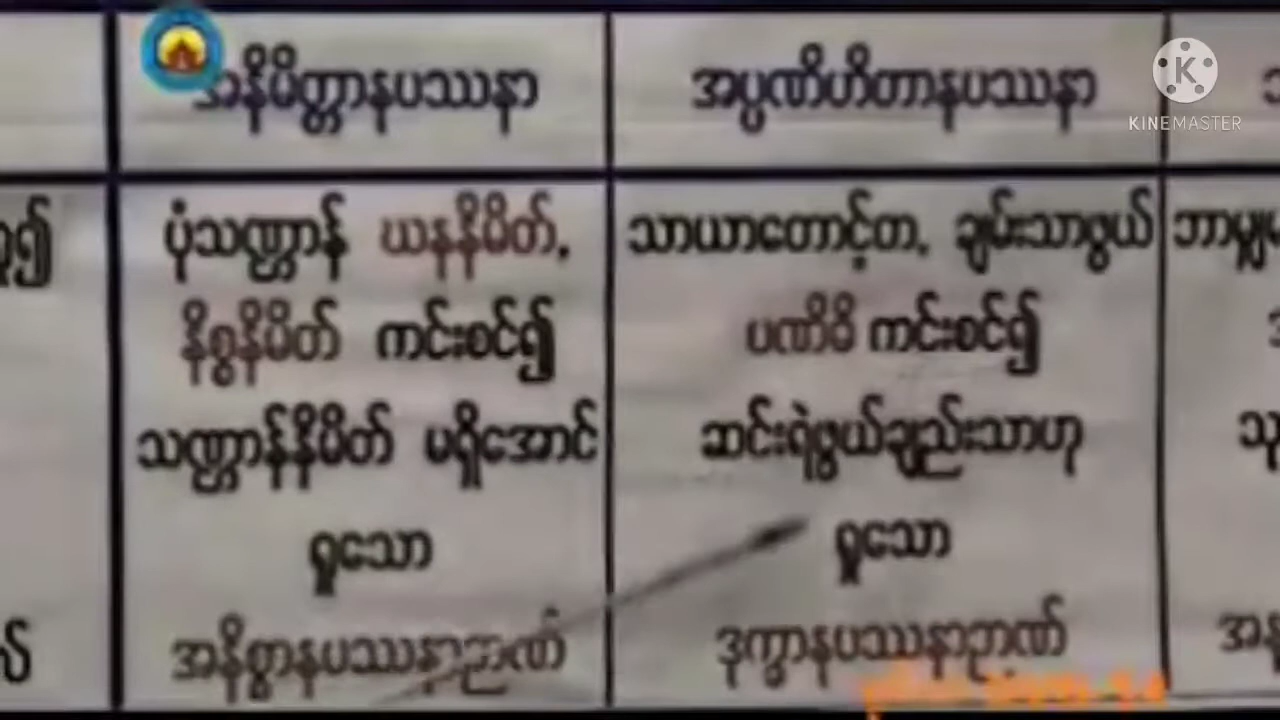 အနိမိတ္တာနုပဿနာ
အပ္ပဏိဟိတာနုပဿနာ
KINEMASTER
ပုံသဏ္ဌာန် ဃနနိမိတ်,
နိစ္စနိမိတ် ကင်းစင်၍
သဏ္ဌာန်နိမိတ် မရှိအောင်
ရှုသော
အနိစ္စာနုပဿနာဉာဏ်
သာယာတောင့်တ, ချမ်းသာဖွယ်
ပဏိဓိ ကင်းစင်၍
ဆင်းရဲဖွယ်ချည်းသာဟု
ရှုသော
ဒုက္ခာနုပဿနာဉာဏ်